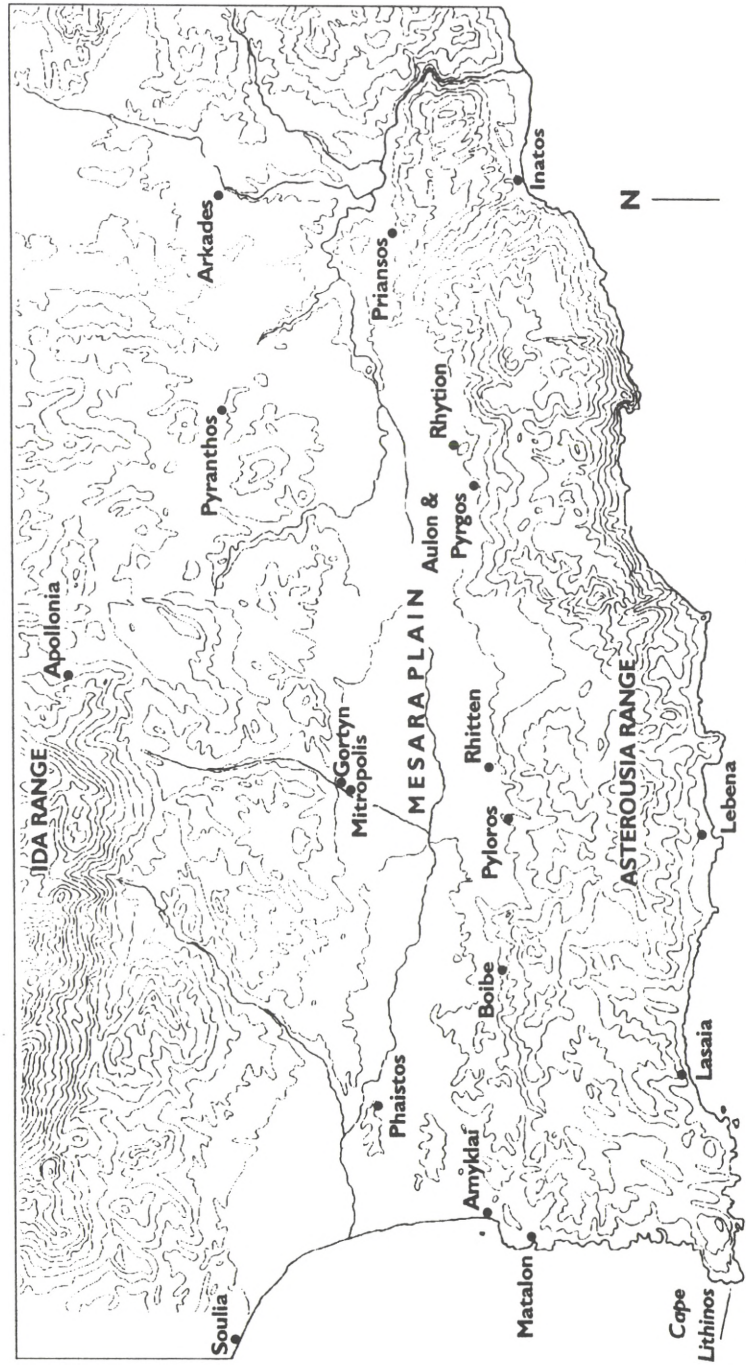 IDA RANGE
Apollonia
Soulia
Pyranthos
Arkades
Gortyn
Mitropolis
Phaistos
MESARA PLAIN
Priansos
Amyklai
Boibe
Pyloros
Rhitten
Aulon &
Pyrgos
Rhytion
Matalon
Inatos
ASTEROUSIA RANGE
N
Cape
Lithinos
Lasaia
Lebena